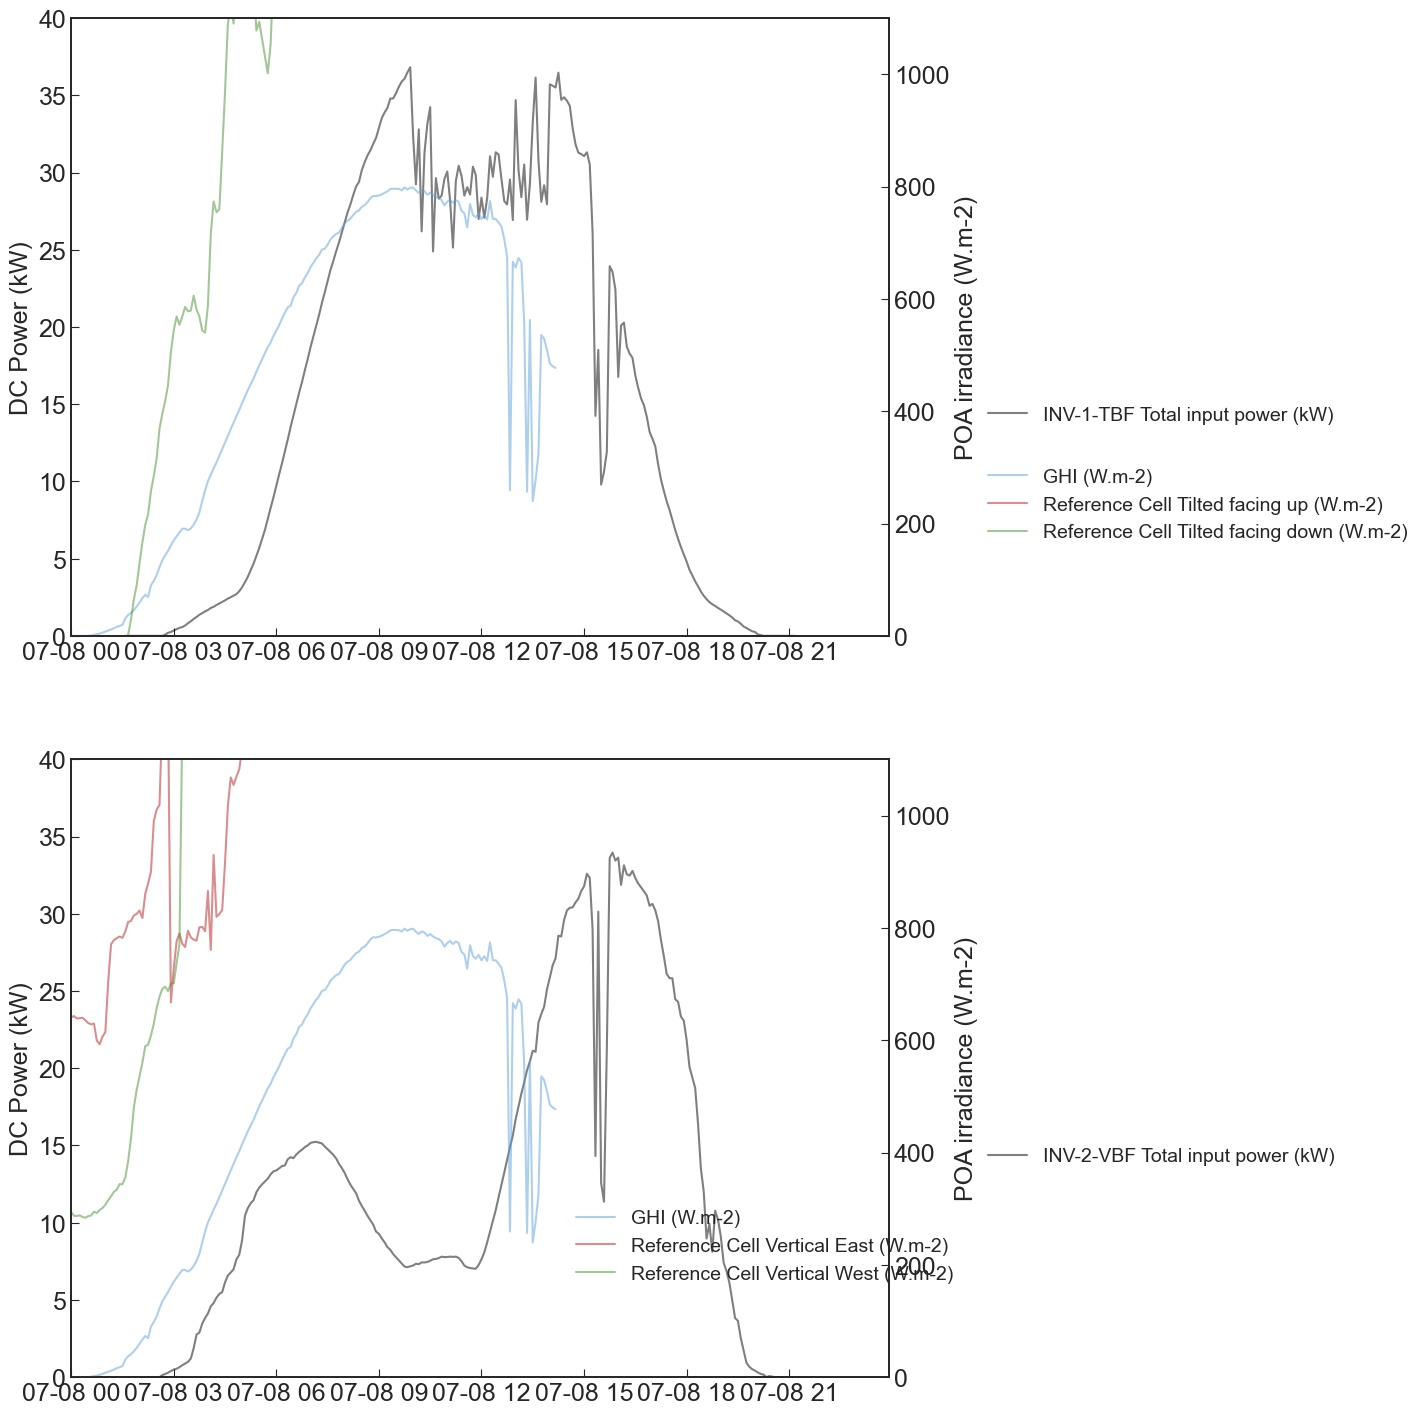 40
35
30
25
20
15
10
5
0
DC Power (kW)
1000
800
600
400
200
0
POA irradiance (W.m-2)
07-08 00 07-08 03 07-08 06 07-08 09 07-08 12 07-08 15 07-08 18 07-08 21
INV-1-TBF Total input power (kW)
GHI (W.m-2)
Reference Cell Tilted facing up (W.m-2)
Reference Cell Tilted facing down (W.m-2)
40
35
30
25
20
15
10
5
0
DC Power (kW)
1000
800
600
400
200
0
POA irradiance (W.m-2)
07-08 00 07-08 03 07-08 06 07-08 09 07-08 12 07-08 15 07-08 18 07-08 21
INV-2-VBF Total input power (kW)
GHI (W.m-2)
Reference Cell Vertical East (W.m-2)
Reference Cell Vertical West (W.m-2)